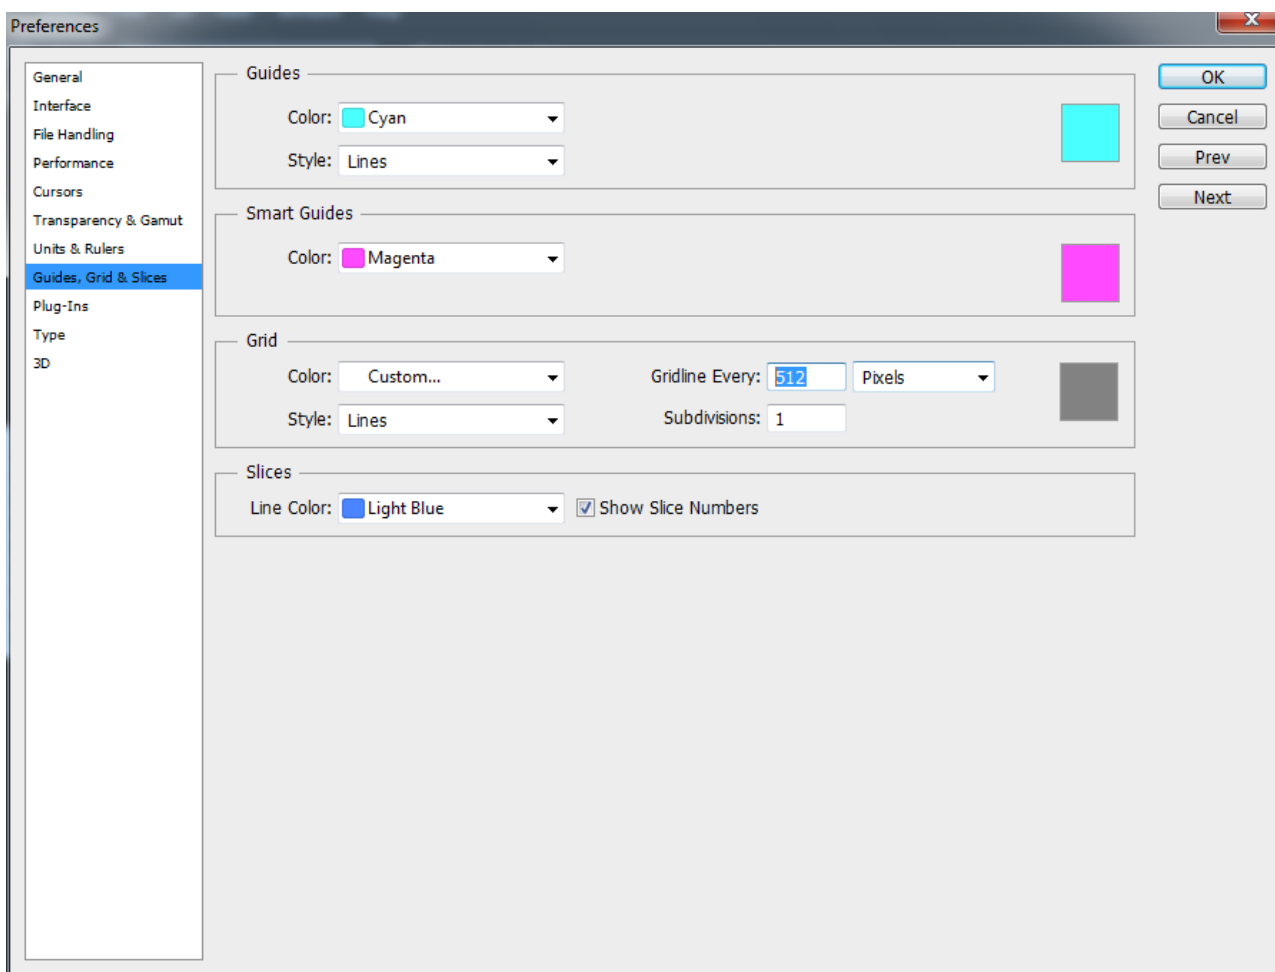 Preferences
x
General
Interface
File Handling
Performance
Cursors
Transparency & Gamut
Units & Rulers
Guides, Grid & Slices
Plug-Ins
Type
3D
Guides
Color: Cyan
Style: Lines
Smart Guides
Color: Magenta
Grid
Color: Custom... Gridline Every: 512 Pixels
Style: Lines Subdivisions: 1
Slices
Line Color: Light Blue Show Slice Numbers
OK
Cancel
Prev
Next